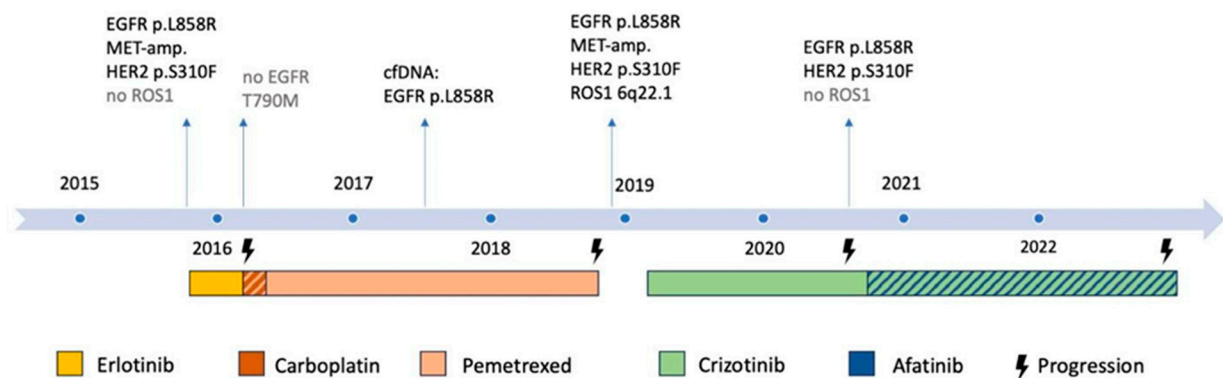 EGFR p.L858R
MET-amp.
HER2 p.S310F
no ROS1
no EGFR
T790M
cfDNA:
EGFR p.L858R
EGFR p.L858R
MET-amp.
HER2 p.S310F
ROS1 6q22.1
EGFR p.L858R
HER2 p.S310F
no ROS1
2015
2017
2019
2021
2016
2018
2020
2022
Erlotinib
Carboplatin
Pemetrexed
Crizotinib
Afatinib
Progression